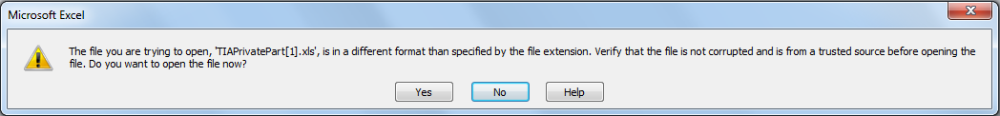 Microsoft Excel
The file you are trying to open, 'TIAPrivatePart[1].xls', is in a different format than specified by the file extension. Verify that the file is not corrupted and is from a trusted source before opening the
file. Do you want to open the file now?
Yes No Help